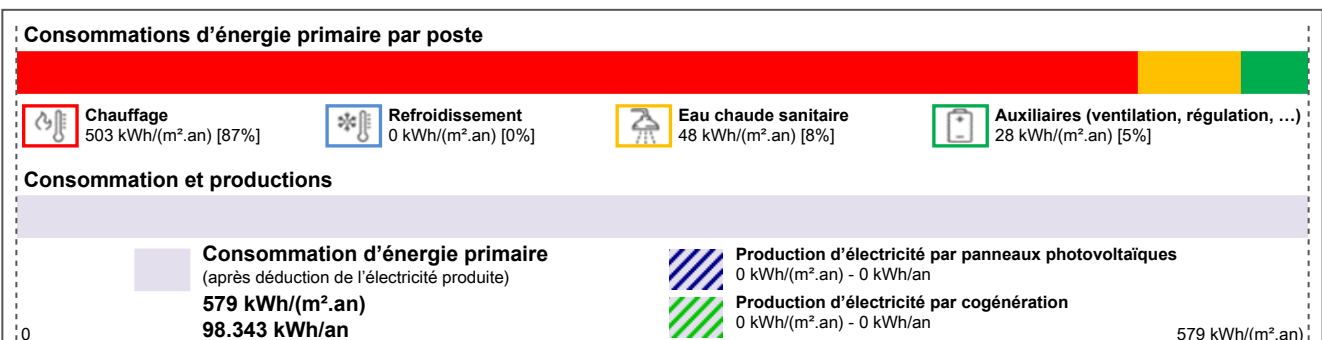 Consommations d’énergie primaire par poste
Chauffage
503 kWh/(m².an) [87%]
Refroidissement
0 kWh/(m².an) [0%]
Eau chaude sanitaire
48 kWh/(m².an) [8%]
Auxiliaires (ventilation, régulation, …)
28 kWh/(m².an) [5%]
Consommation et productions
Consommation d’énergie primaire
(après déduction de l’électricité produite)
579 kWh/(m².an)
98.343 kWh/an
Production d’électricité par panneaux photovoltaïques
0 kWh/(m².an) - 0 kWh/an
Production d’électricité par cogénération
0 kWh/(m².an) - 0 kWh/an
0
579 kWh/(m².an)